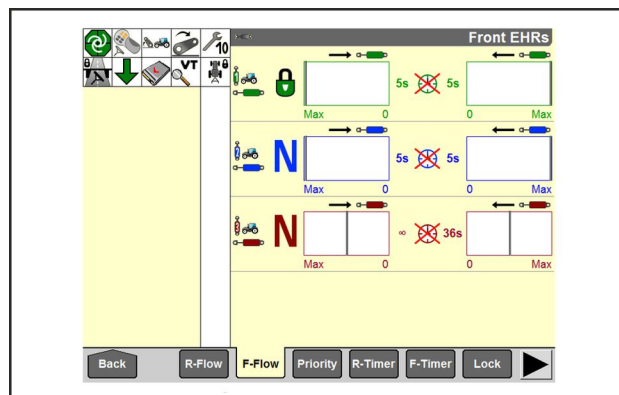 Front EHRs
10
VT
5s 5s
Max 0 0 Max
N 5s 5s
Max 0 0 Max
N ∞ 36s
Max 0 0 Max
Back R-Flow F-Flow Priority R-Timer F-Timer Lock